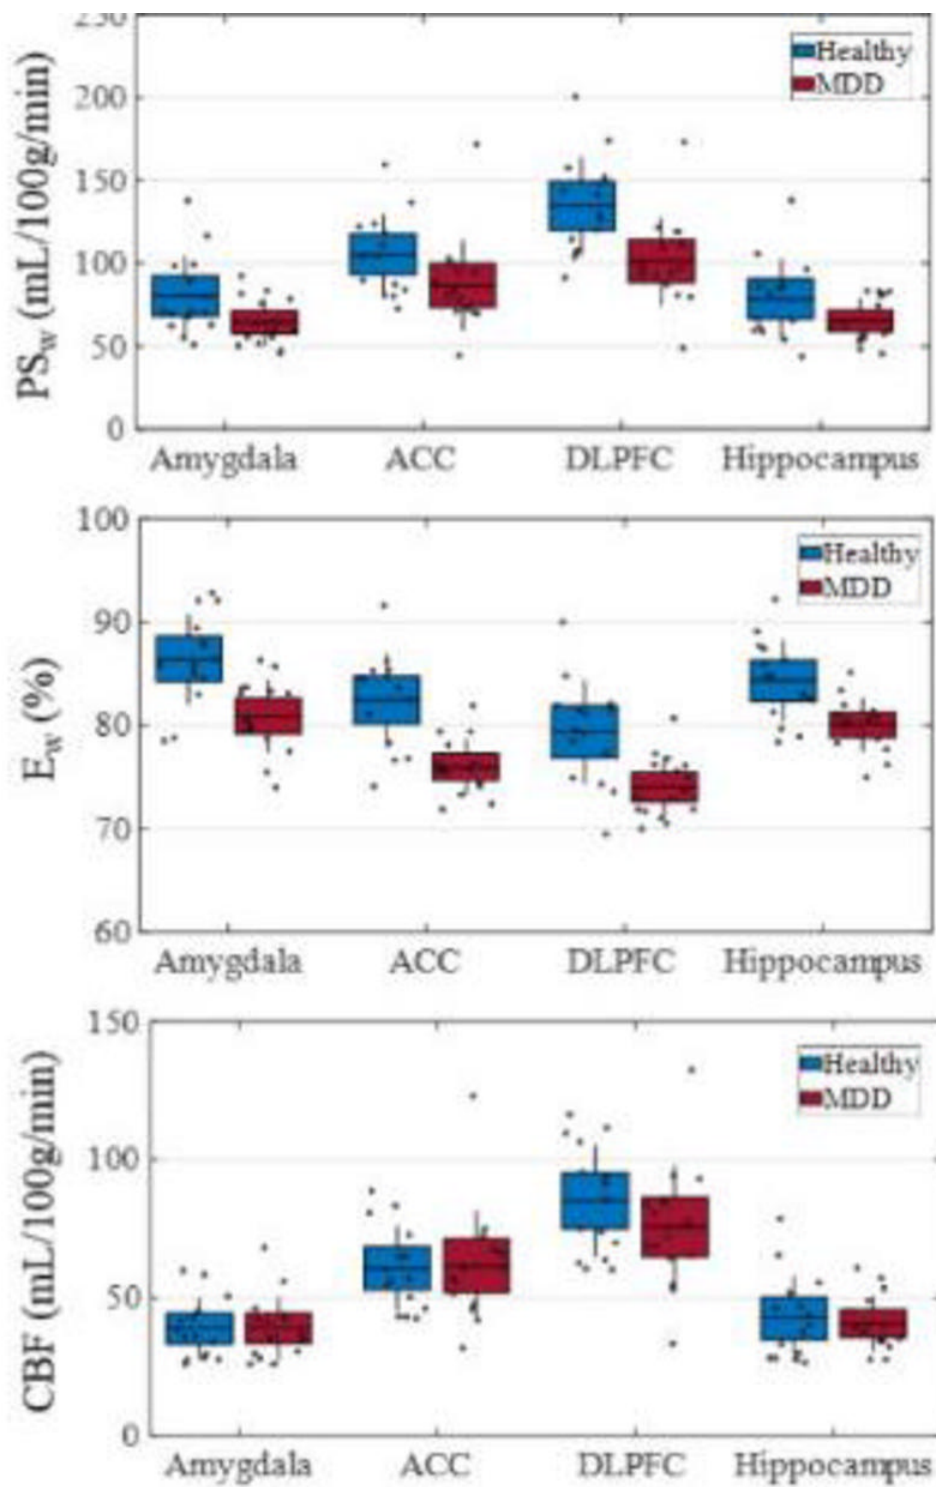 250
Healthy
MDD
200
150
100
50
0
PSw (mL/100g/min)
Amygdala ACC DLPFC Hippocampus
100
Healthy
MDD
90
80
70
60
Ew (%)
Amygdala ACC DLPFC Hippocampus
150
Healthy
MDD
100
50
0
CBF (mL/100g/min)
Amygdala ACC DLPFC Hippocampus